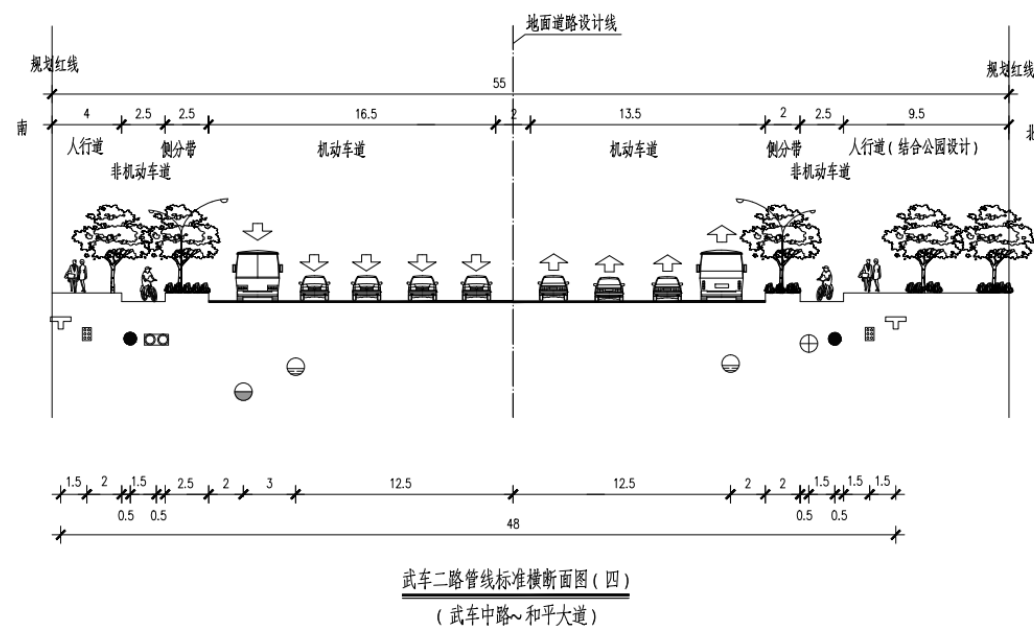 地面道路设计线
规划红线
规划红线
55
南
4 2.5 2.5 16.5 2 13.5 2 2.5 9.5
北
人行道 侧分带 机动车道 机动车道 侧分带 人行道(结合公园设计)
非机动车道 非机动车道
1.5 2 1.5 2.5 2 3 12.5 12.5 2 2 1.5 1.5 1.5
0.5 0.5 0.5 0.5
48
武车二路管线标准横断面图(四)
(武车中路~和平大道)